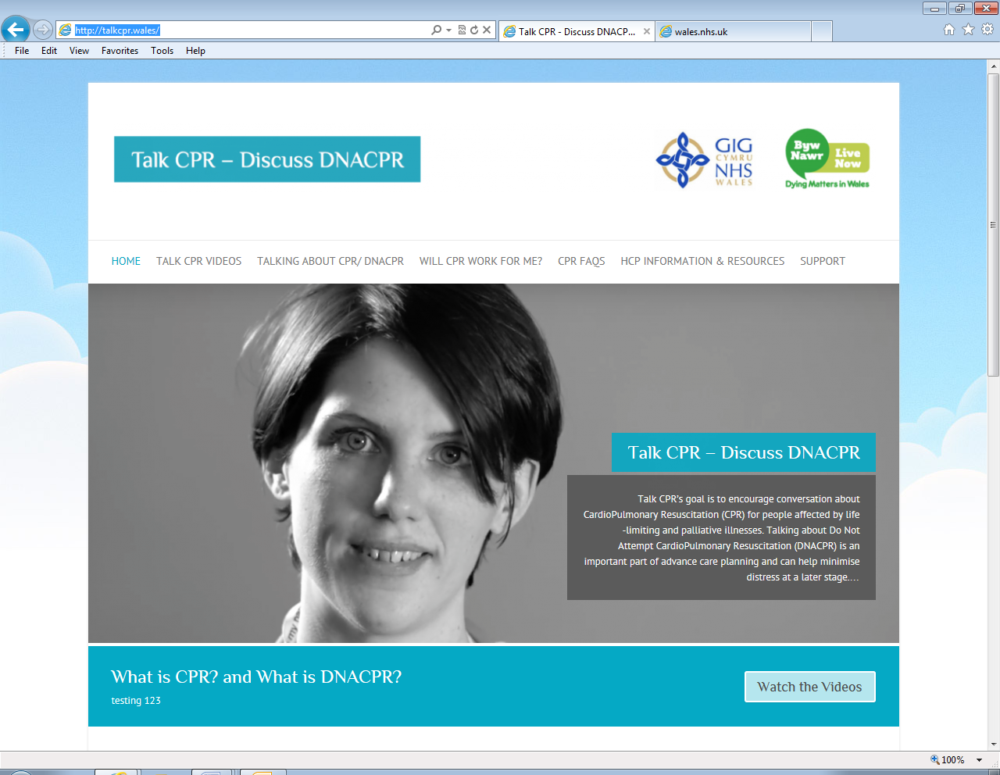 http://talkcpr.wales/
Talk CPR - Discuss DNACP...
wales.nhs.uk
File Edit View Favorites Tools Help
Talk CPR – Discuss DNACPR
GIG
CYMRU
NHS
WALES
Byw
Nawr
Live
Now
Dying Matters in Wales
HOME TALK CPR VIDEOS TALKING ABOUT CPR/ DNACPR WILL CPR WORK FOR ME? CPR FAQS HCP INFORMATION & RESOURCES SUPPORT
Talk CPR – Discuss DNACPR
Talk CPR's goal is to encourage conversation about
CardioPulmonary Resuscitation (CPR) for people affected by life
-limiting and palliative illnesses. Talking about Do Not
Attempt CardioPulmonary Resuscitation (DNACPR) is an
important part of advance care planning and can help minimise
distress at a later stage....
my
What is CPR? and What is DNACPR?
testing 123
Watch the Videos
100%